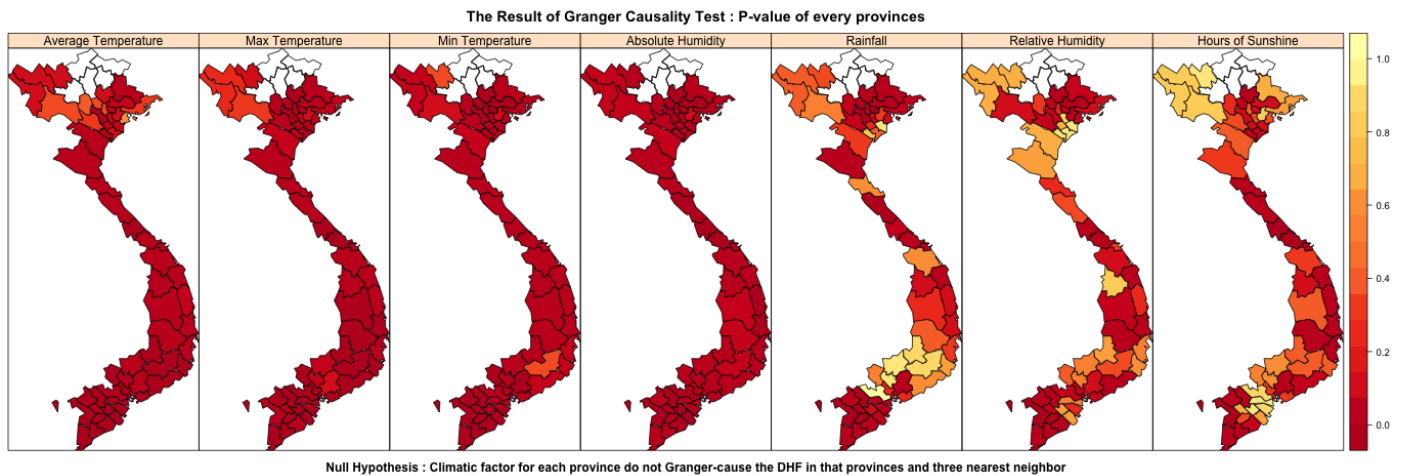 The Result of Granger Causality Test : P-value of every provinces
Average Temperature
Max Temperature
Min Temperature
Absolute Humidity
Rainfall
Relative Humidity
Hours of Sunshine
1.0
0.8
0.6
0.4
0.2
0.0
Null Hypothesis : Climatic factor for each province do not Granger-cause the DHF in that provinces and three nearest neighbor